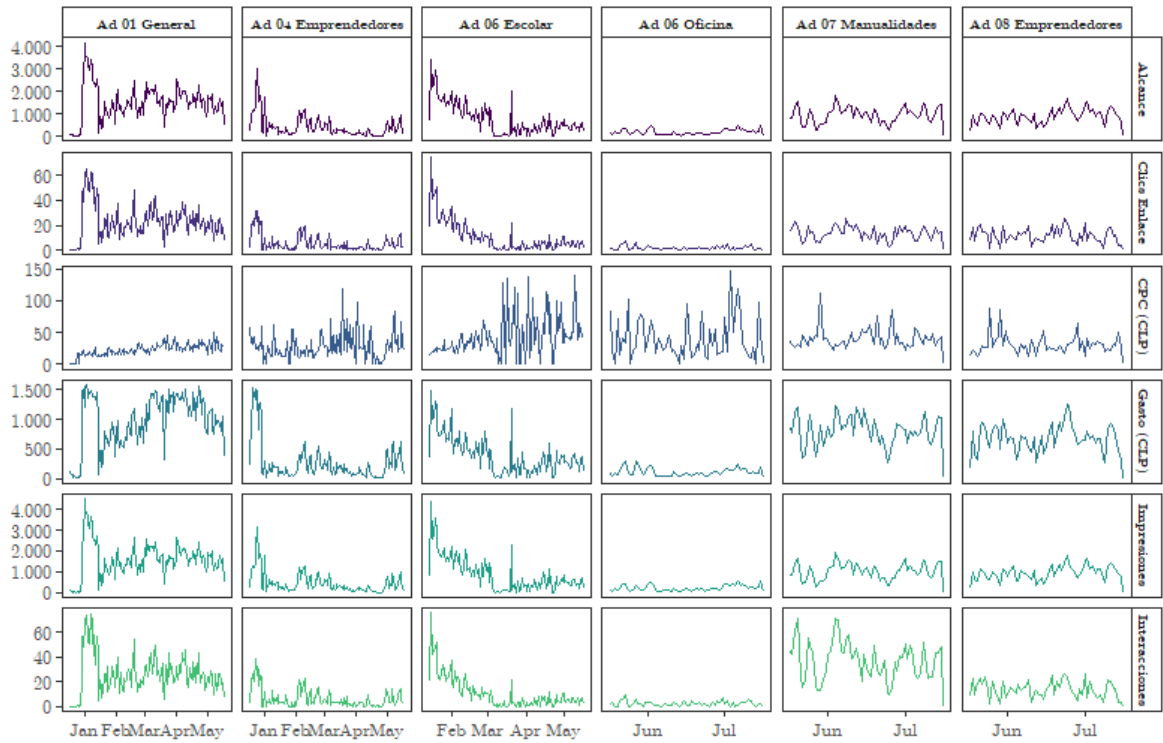 Ad 01 General
Ad 04 Emprendedores
Ad 05 Escolar
Ad 06 Oficina
Ad 07 Manualidades
Ad 08 Emprendedores
4.000
3.000
2.000
1.000
0
Alcance
60
40
20
0
Clics Enlace
150
100
50
0
CPC (CLP)
1.500
1.000
500
0
Gasto (CLP)
4.000
3.000
2.000
1.000
0
Impresiones
60
40
20
0
Interacciones
Jan Feb Mar Apr May
Jan Feb Mar Apr May
Feb Mar Apr May
Jun Jul
Jun Jul
Jun Jul